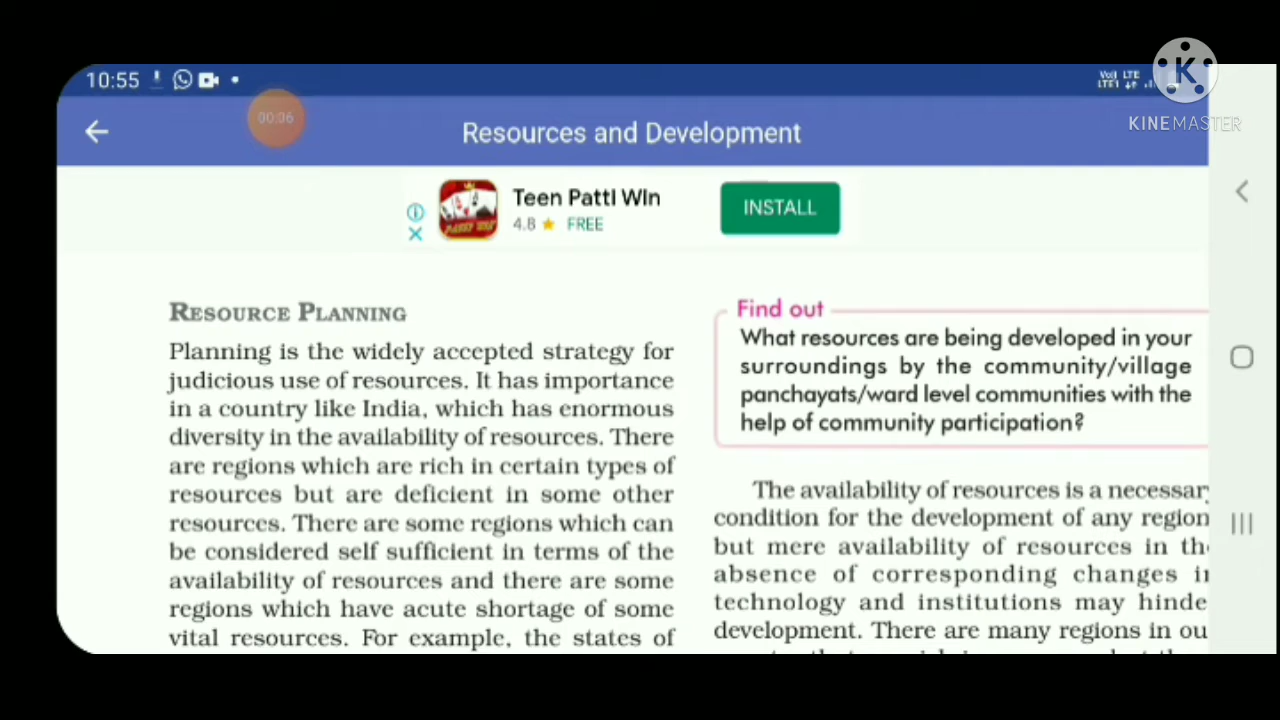 10:55
Vo)) LTE
LTE1
KINEMASTER
00:06
Resources and Development
Teen PattI WIn
4.8 ★ FREE
INSTALL
RESOURCE PLANNING
Planning is the widely accepted strategy for
judicious use of resources. It has importance
in a country like India, which has enormous
diversity in the availability of resources. There
are regions which are rich in certain types of
resources but are deficient in some other
resources. There are some regions which can
be considered self sufficient in terms of the
availability of resources and there are some
regions which have acute shortage of some
vital resources. For example, the states of
Find out
What resources are being developed in your
surroundings by the community/village
panchayats/ward level communities with the
help of community participation?
The availability of resources is a necessar
condition for the development of any region
but mere availability of resources in th
absence of corresponding changes i
technology and institutions may hinde
development. There are many regions in ou